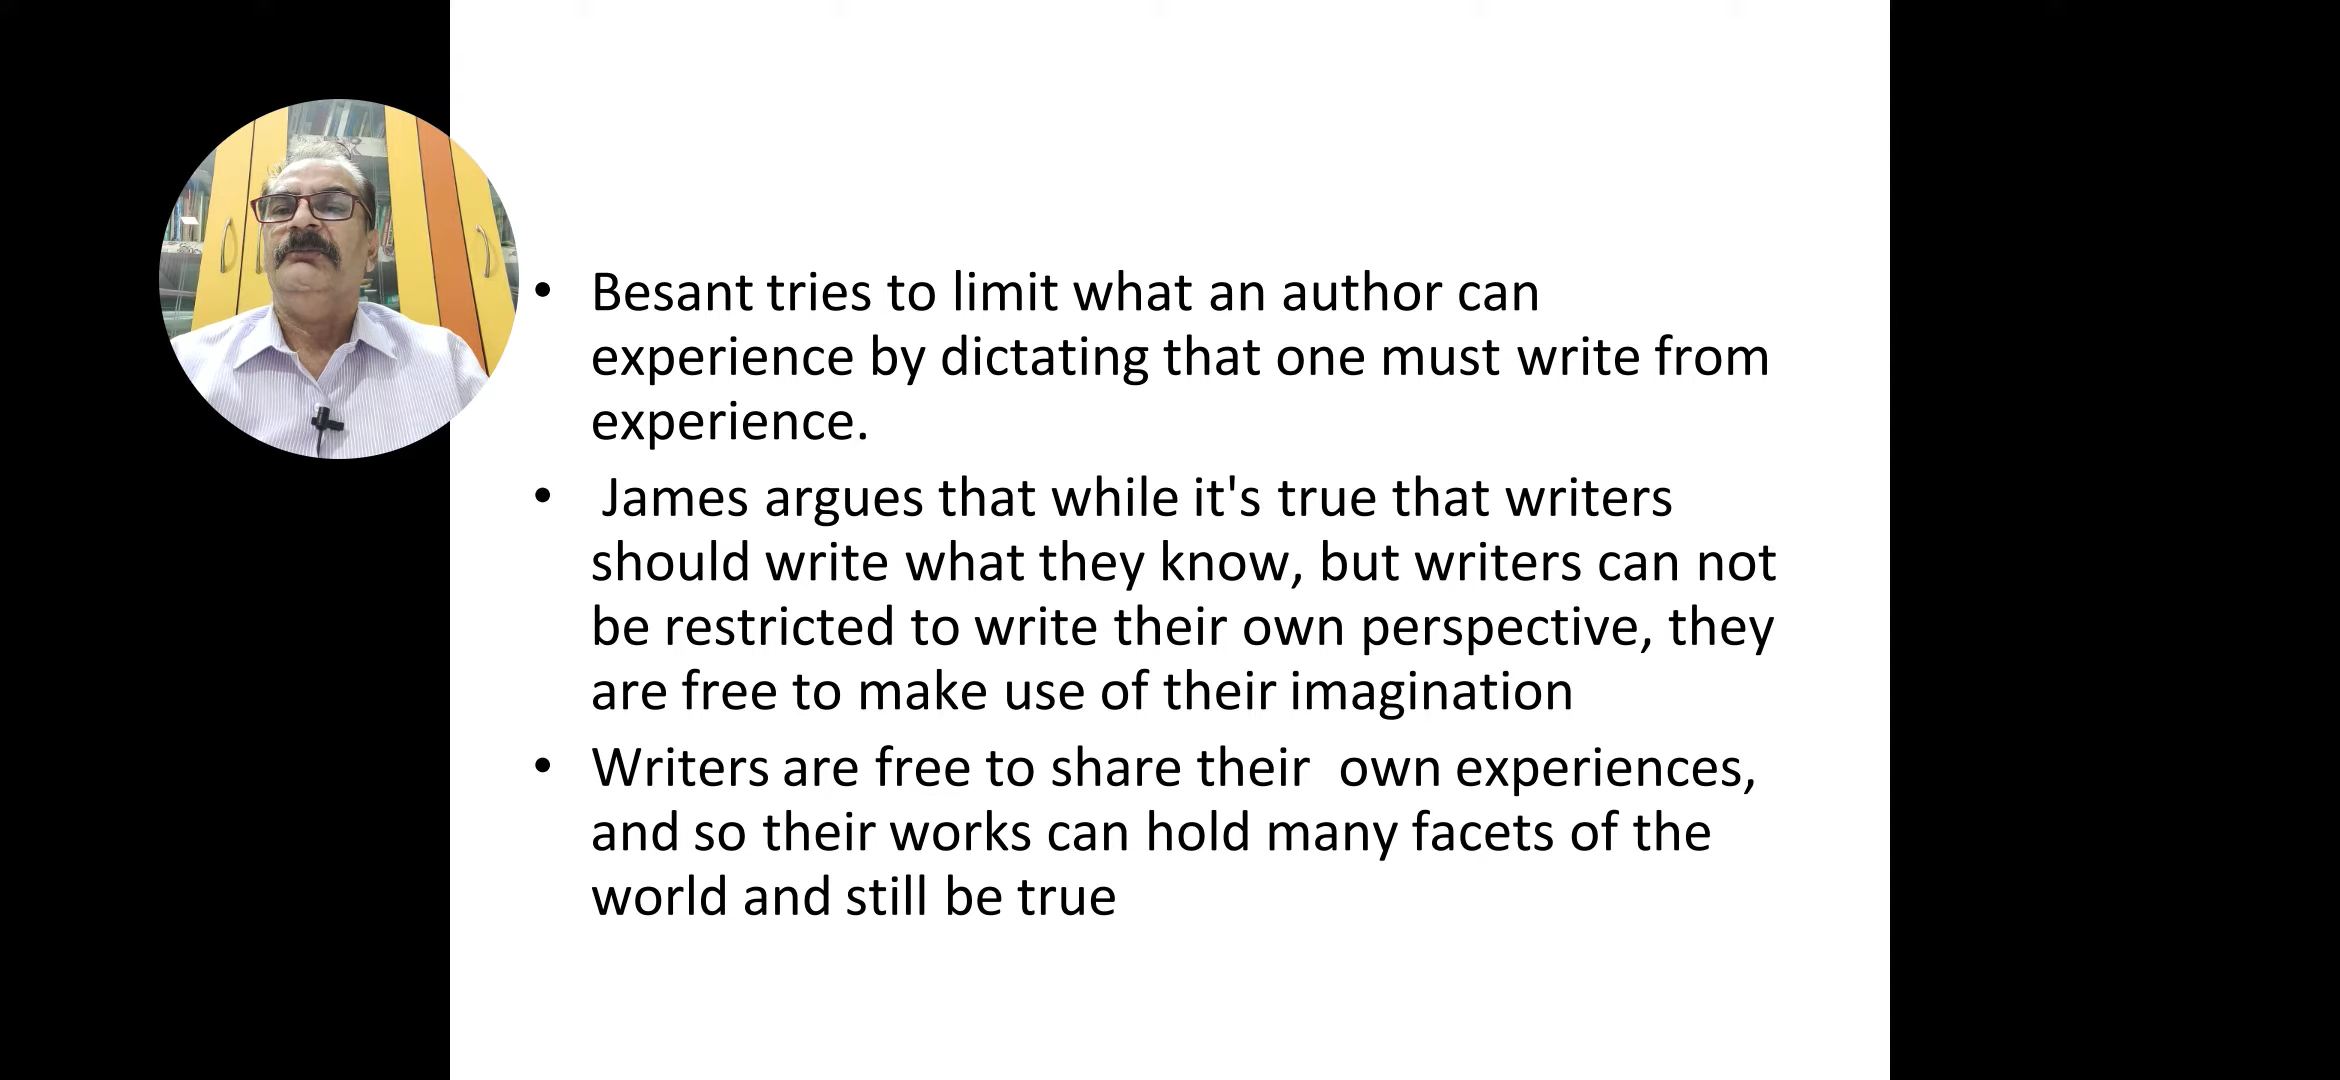 • Besant tries to limit what an author can
experience by dictating that one must write from
experience.
• James argues that while it's true that writers
should write what they know, but writers can not
be restricted to write their own perspective, they
are free to make use of their imagination
• Writers are free to share their  own experiences,
and so their works can hold many facets of the
world and still be true